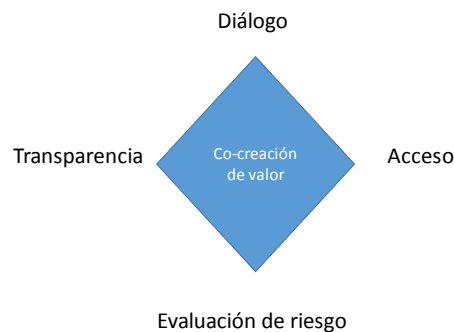 Diálogo
Transparencia
Co-creación
de valor
Acceso
Evaluación de riesgo